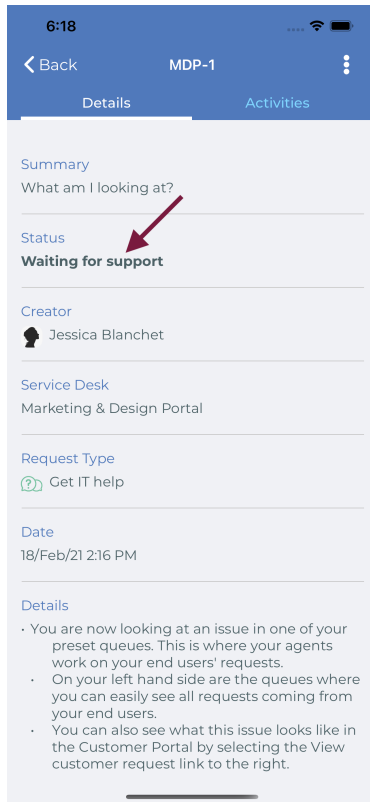 6:18
Back MDP-1
Details Activities
Summary
What am I looking at?
Status
Waiting for support
Creator
Jessica Blanchet
Service Desk
Marketing & Design Portal
Request Type
Get IT help
Date
18/Feb/21 2:16 PM
Details
• You are now looking at an issue in one of your
preset queues. This is where your agents
work on your end users' requests.
• On your left hand side are the queues where
you can easily see all requests coming from
your end users.
• You can also see what this issue looks like in
the Customer Portal by selecting the View
customer request link to the right.